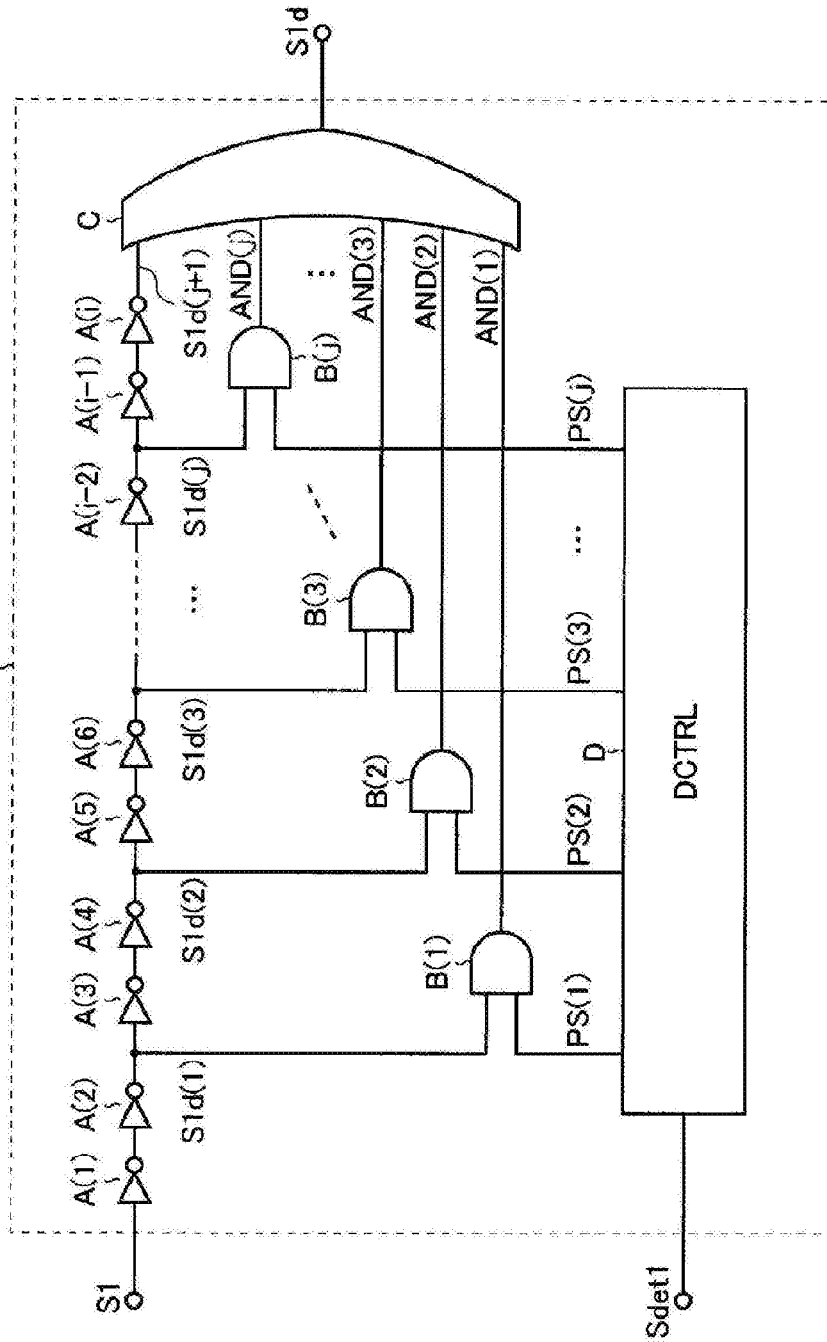 S1
A(1)
A(2)
A(3)
A(4)
A(5)
A(6)
A(i-2)
A(i-1)
A(i)
C
S1d
S1d(1)
S1d(2)
S1d(3)
...
S1d(j)
S1d(j+1)
AND(j)
...
AND(3)
AND(2)
AND(1)
B(1)
B(2)
B(3)
B(j)
PS(1)
PS(2)
PS(3)
...
PS(j)
D
DCTRL
Sdet1